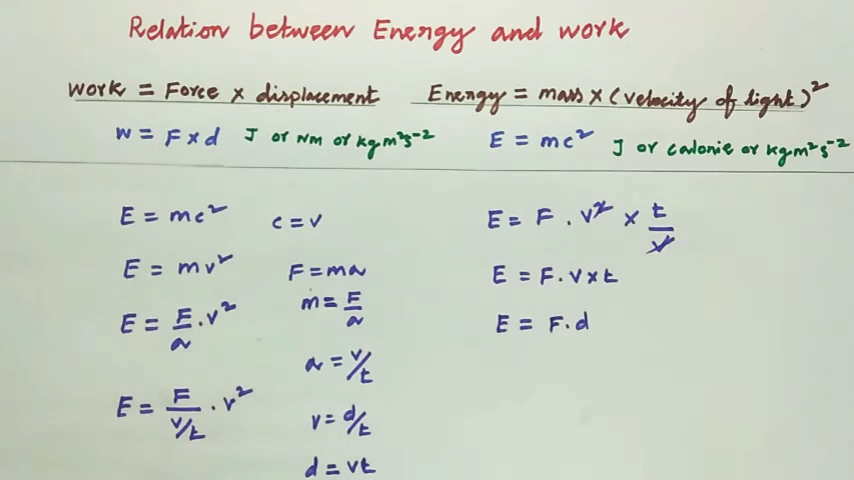 Relation between Energy and work
work = Force × displacement
Energy = mass × (velocity of light)²
W = F × d J or Nm or kgm²s⁻²
E = mc² J or calorie or kgm²s⁻²
E = mc² c = v
E = mv² F = ma
m = F/a
E = F/a . v²
a = v/t
E = F/(v/t) . v²
v = d/t
d = vt
E = F . v² × t/v
E = F . v × t
E = F . d